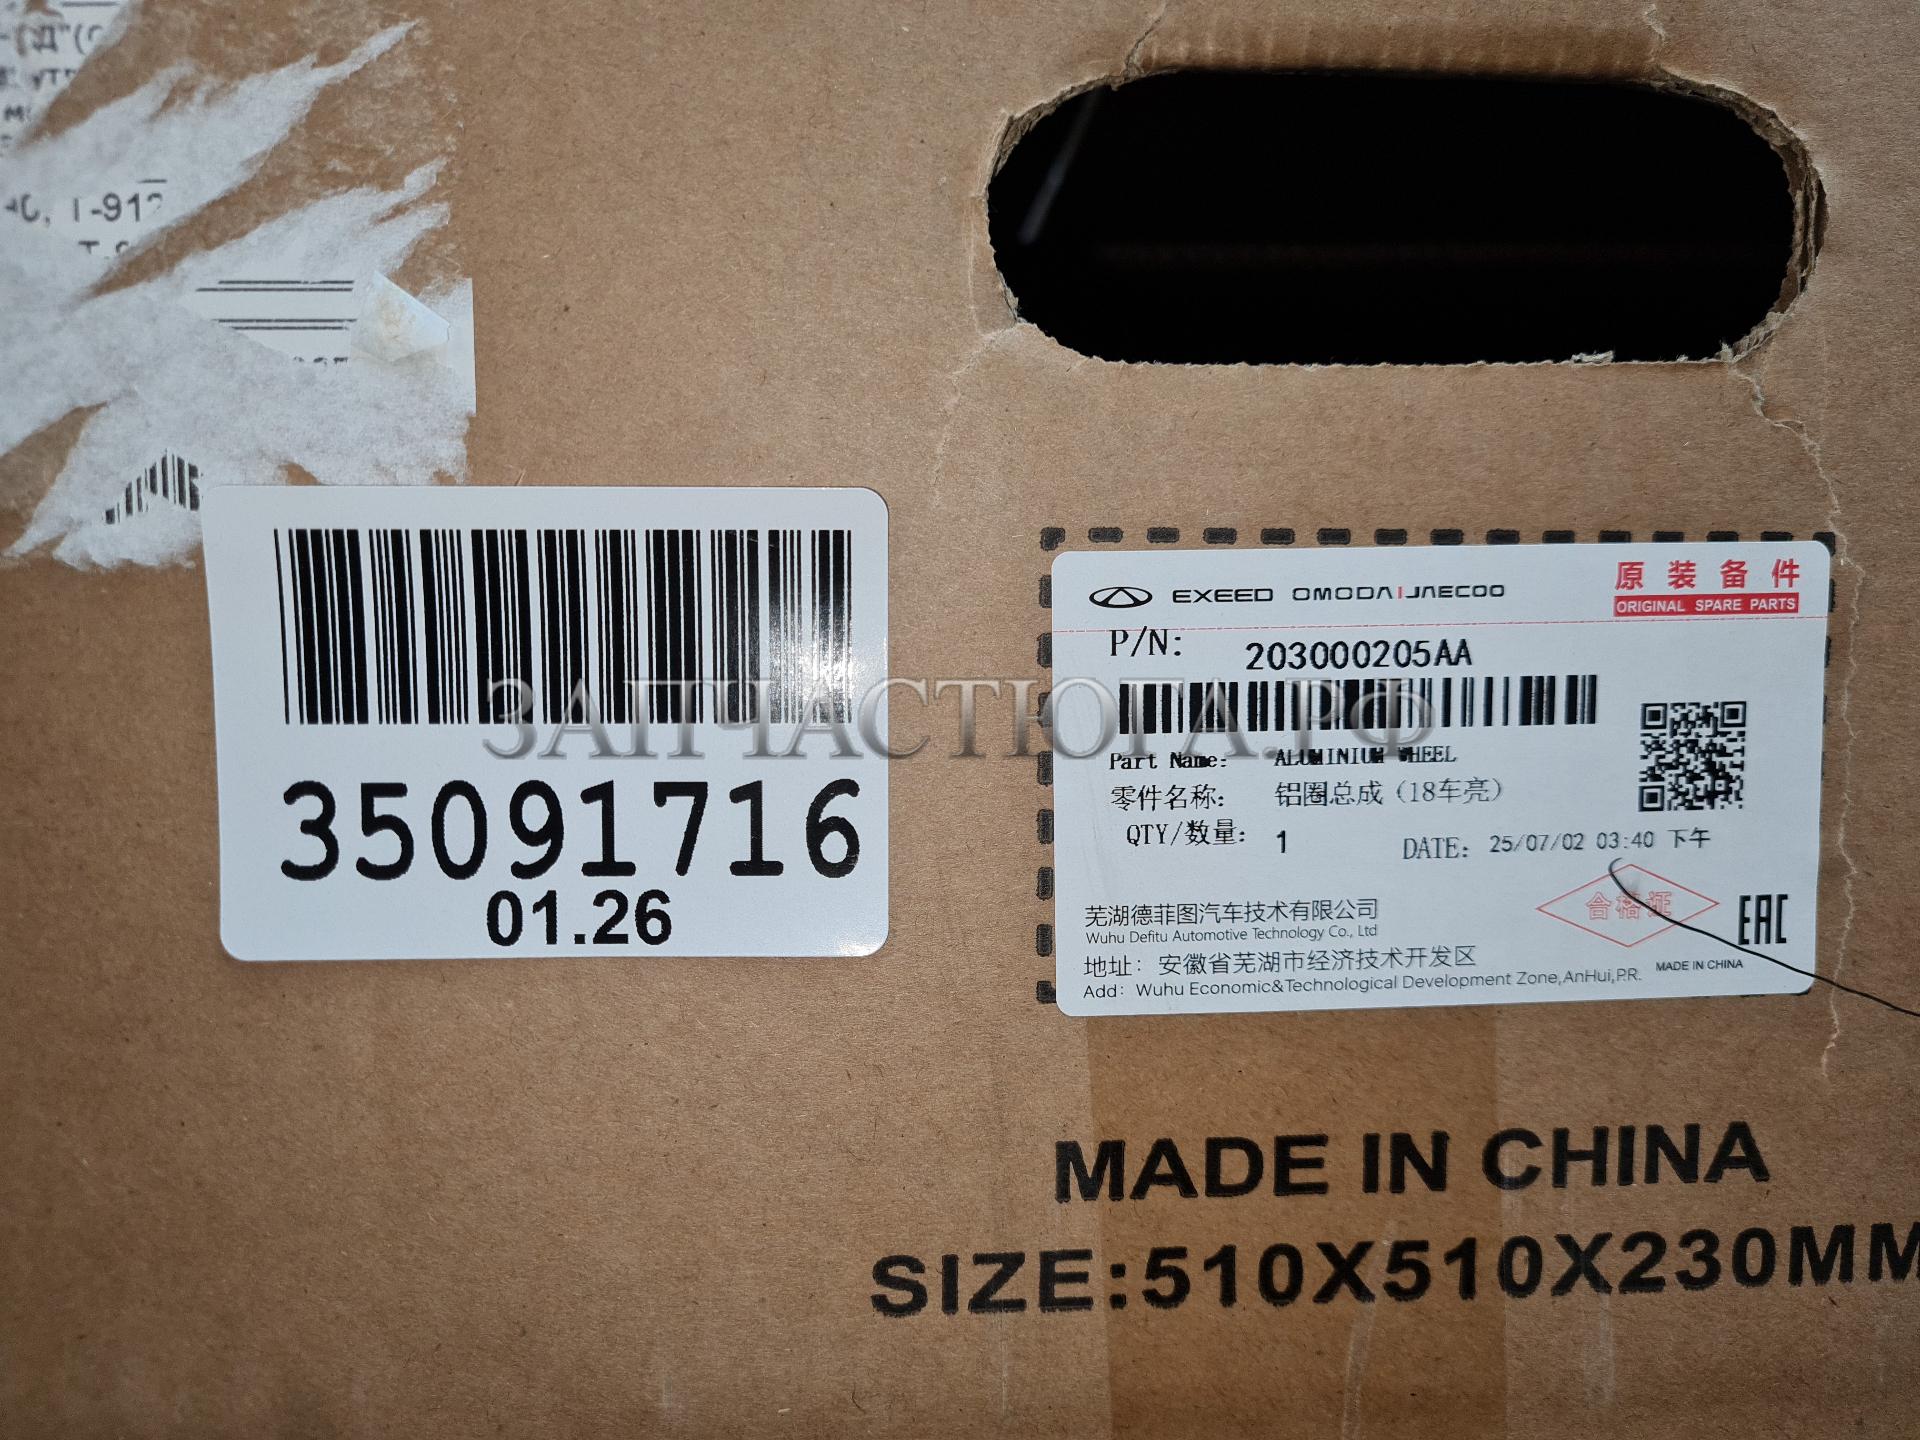 Т-912
35091716
01.26
EXEED OMODA|JAECOO
原装备件
ORIGINAL SPARE PARTS
P/N: 203000205AA
Part Name: ALUMINIUM WHEEL
零件名称: 铝圈总成（18车亮）
QTY/数量: 1 DATE: 25/07/02 03:40 下午
合格证
EAC
芜湖德菲图汽车技术有限公司
Wuhu Defitu Automotive Technology Co., Ltd
地址: 安徽省芜湖市经济技术开发区
Add: Wuhu Economic&Technological Development Zone,AnHui,P.R.
MADE IN CHINA
MADE IN CHINA
SIZE:510X510X230MM
ЗАПЧАСТЮГА.РФ